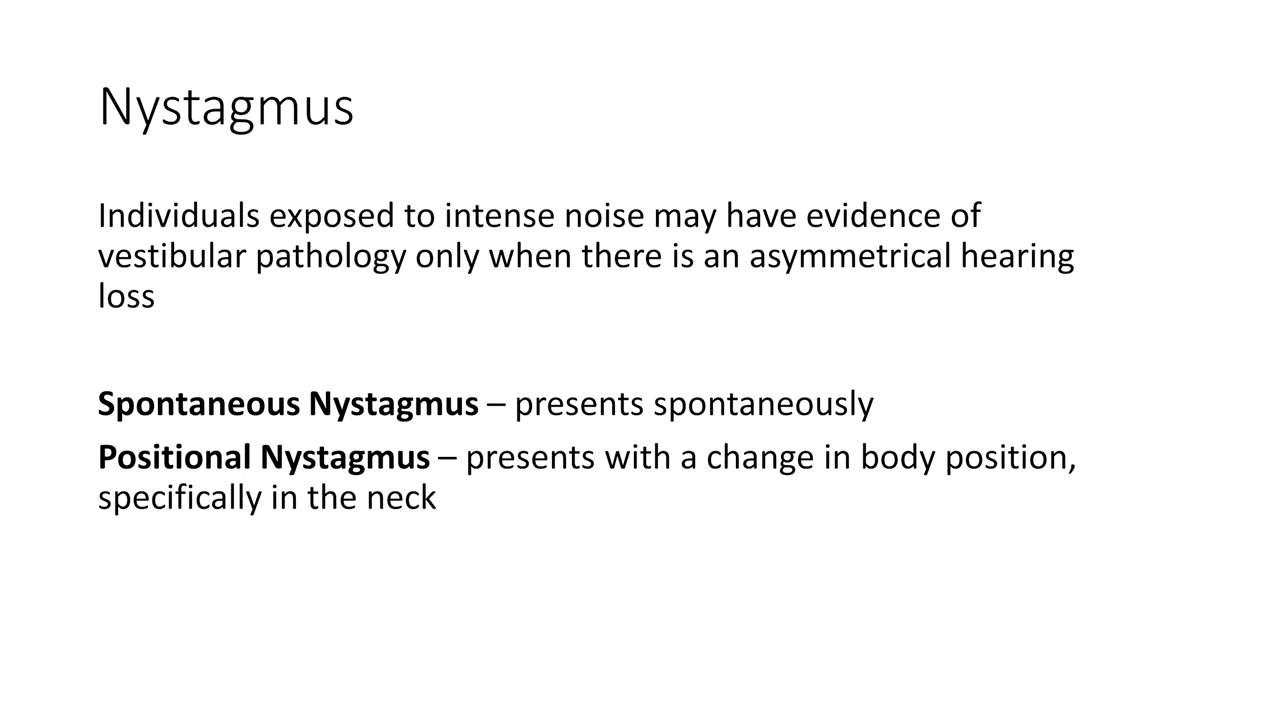 Nystagmus
Individuals exposed to intense noise may have evidence of
vestibular pathology only when there is an asymmetrical hearing
loss
Spontaneous Nystagmus – presents spontaneously
Positional Nystagmus – presents with a change in body position,
specifically in the neck